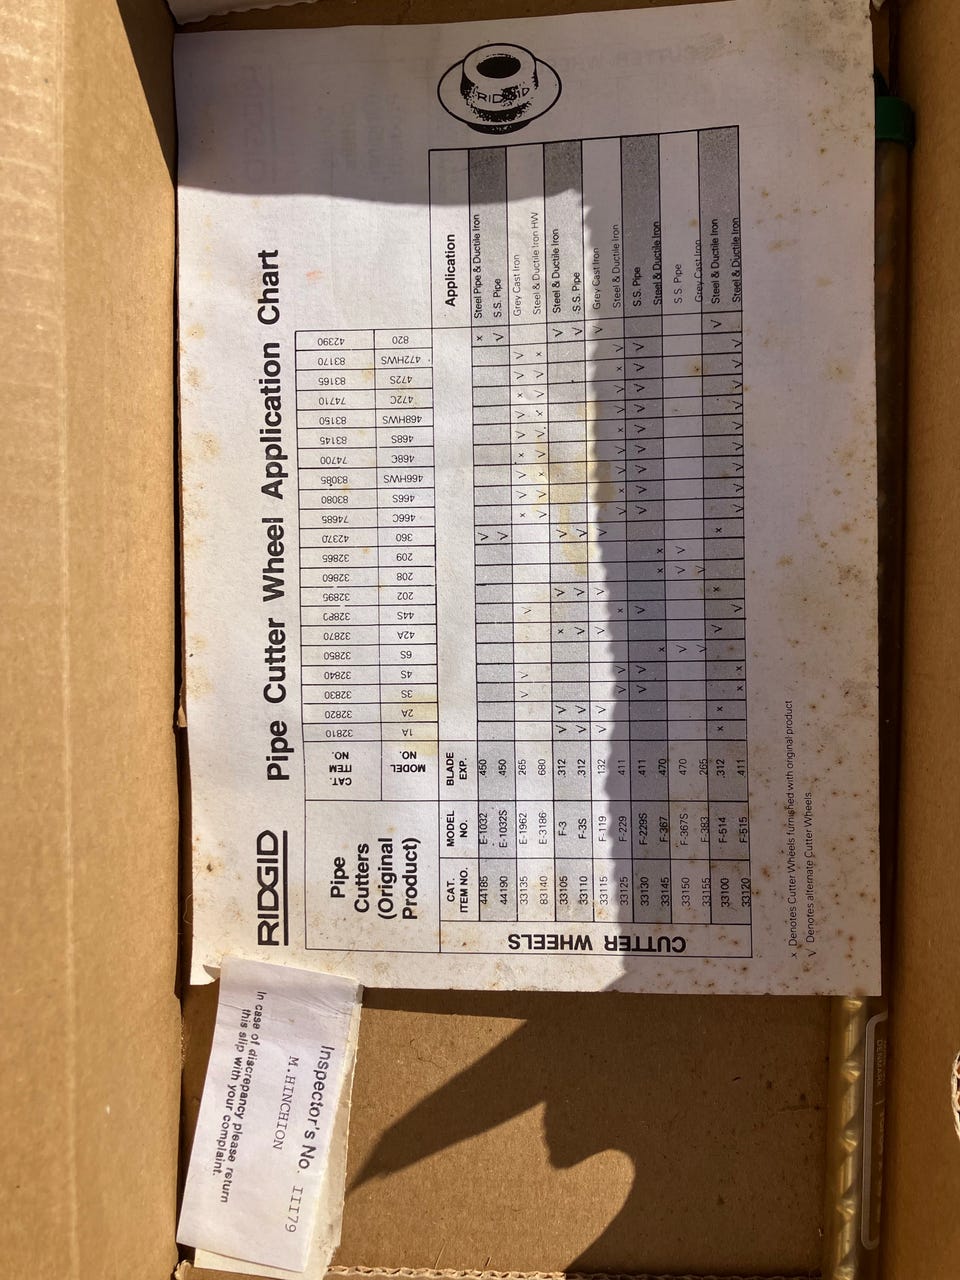 RIDGID Pipe Cutter Wheel Application Chart
RIDGID
Pipe
Cutters
(Original
Product)
CAT. ITEM NO. 32810 32820 32830 32840 32850 32870 32895 32860 32865 42370 74685 83080 83085 74700 83145 83150 74710 83165 83170 42390
MODEL NO. 1A 2A 3S 4S 6S 42A 44S 202 208 209 360 466C 466S 466HWS 468C 468S 468HWS 472C 472S 472HWS 820
CUTTER WHEELS
CAT. ITEM NO. MODEL NO. BLADE EXP. Application
44185 E-1032 .450 √ x Steel Pipe & Ductile Iron
44190 E-1032S 450 √ √ S.S. Pipe
33135 E-1962 265 √ √ √ x √ √ x √ √ x √ √ Grey Cast Iron
83140 E-3186 680 √ √ x √ √ x √ √ x Steel & Ductile Iron HW
33105 F-3 .312 √ √ x √ √ √ Steel & Ductile Iron
33110 F-3S .312 √ √ √ √ √ √ S.S. Pipe
33115 F-119 132 √ √ √ √ √ √ Grey Cast Iron
33125 F-229 411 √ √ x √ x √ √ x √ √ x √ Steel & Ductile Iron
33130 F-229S .411 √ √ √ √ √ √ √ √ √ √ √ √ S.S. Pipe
33145 F-367 .470 x x x Steel & Ductile Iron
33150 F-367S 470 √ √ √ S S. Pipe
33155 F-383 265 √ √ Grey Cast Iron
33100 F-514 .312 x x √ x x √ Steel & Ductile Iron
33120 F-515 411 x x √ √ √ √ √ √ √ √ √ √ Steel & Ductile Iron
x Denotes Cutter Wheels furnished with original product
√ Denotes alternate Cutter Wheels
Inspector's No. III79
M.HINCHION
In case of discrepancy please return
this slip with your complaint.
DENMARK